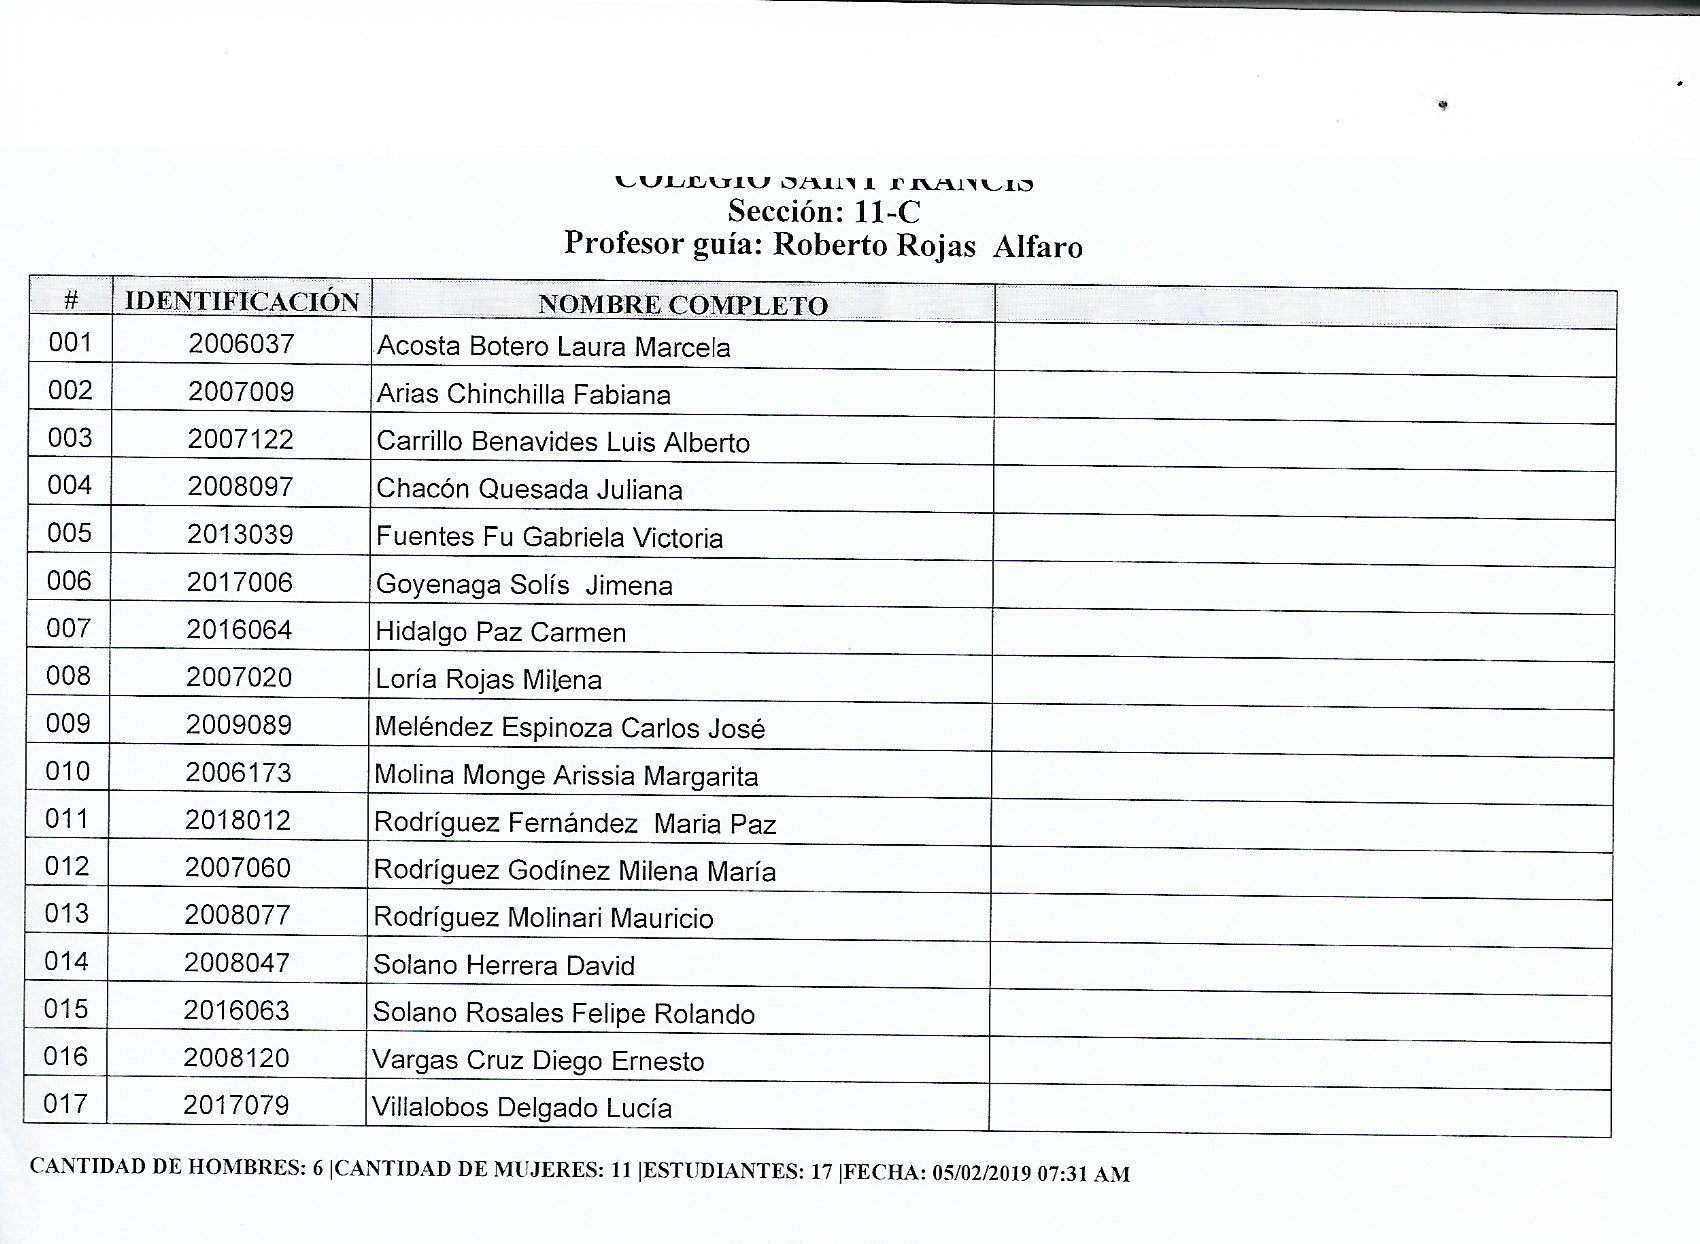 COLEGIO SAINT FRANCIS
Sección: 11-C
Profesor guía: Roberto Rojas Alfaro
# IDENTIFICACIÓN NOMBRE COMPLETO
001 2006037 Acosta Botero Laura Marcela
002 2007009 Arias Chinchilla Fabiana
003 2007122 Carrillo Benavides Luis Alberto
004 2008097 Chacón Quesada Juliana
005 2013039 Fuentes Fu Gabriela Victoria
006 2017006 Goyenaga Solís Jimena
007 2016064 Hidalgo Paz Carmen
008 2007020 Loría Rojas Milena
009 2009089 Meléndez Espinoza Carlos José
010 2006173 Molina Monge Arissia Margarita
011 2018012 Rodríguez Fernández Maria Paz
012 2007060 Rodríguez Godínez Milena María
013 2008077 Rodríguez Molinari Mauricio
014 2008047 Solano Herrera David
015 2016063 Solano Rosales Felipe Rolando
016 2008120 Vargas Cruz Diego Ernesto
017 2017079 Villalobos Delgado Lucía
CANTIDAD DE HOMBRES: 6 |CANTIDAD DE MUJERES: 11 |ESTUDIANTES: 17 |FECHA: 05/02/2019 07:31 AM